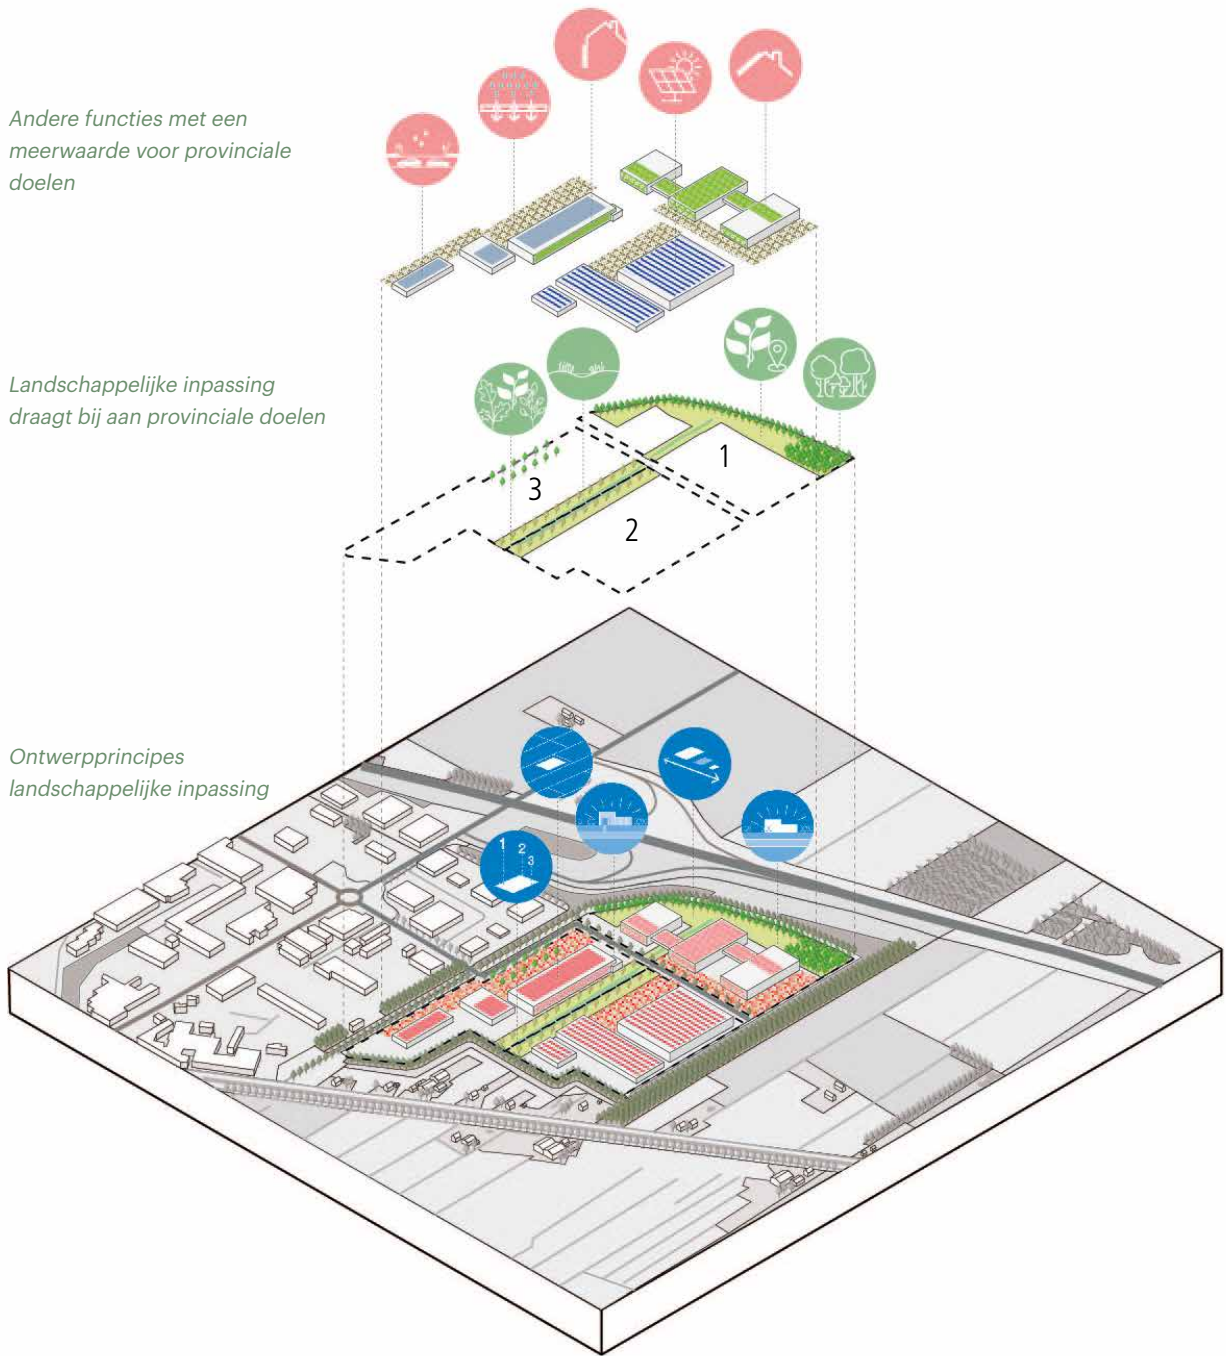 Andere functies met een
meerwaarde voor provinciale
doelen
Landschappelijke inpassing
draagt bij aan provinciale doelen
1
3
2
Ontwerpprincipes
landschappelijke inpassing
1
2
3